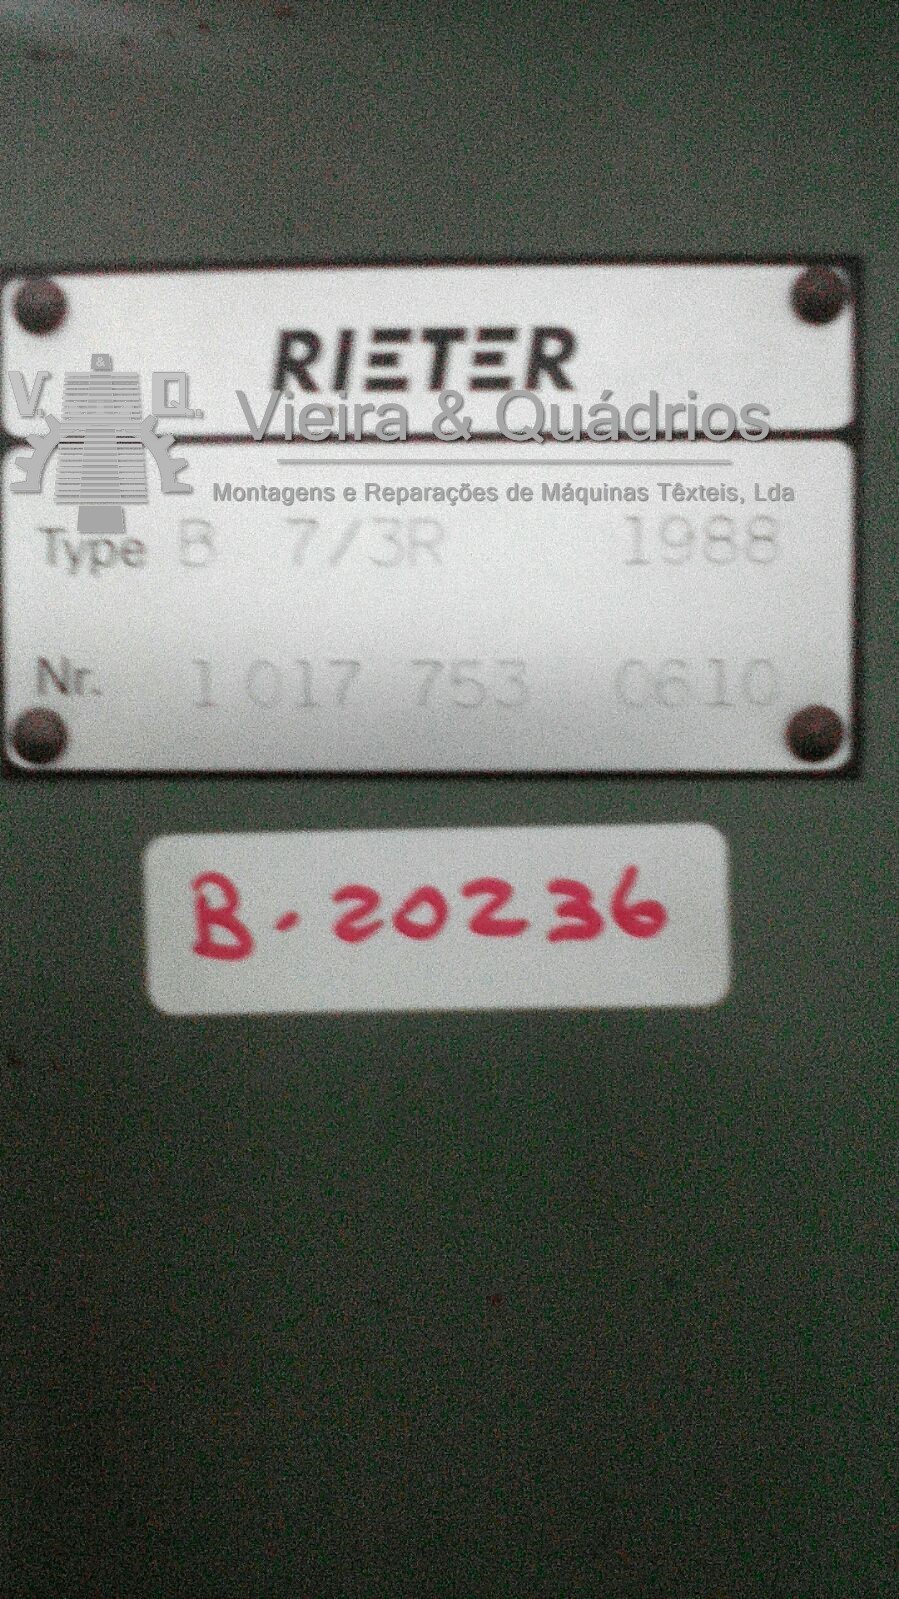 RIETER
V. & Q.
Vieira & Quádrios
Montagens e Reparações de Máquinas Têxteis, Lda
Type B 7/3R 1988
Nr. 1 017 753 0610
B-20236